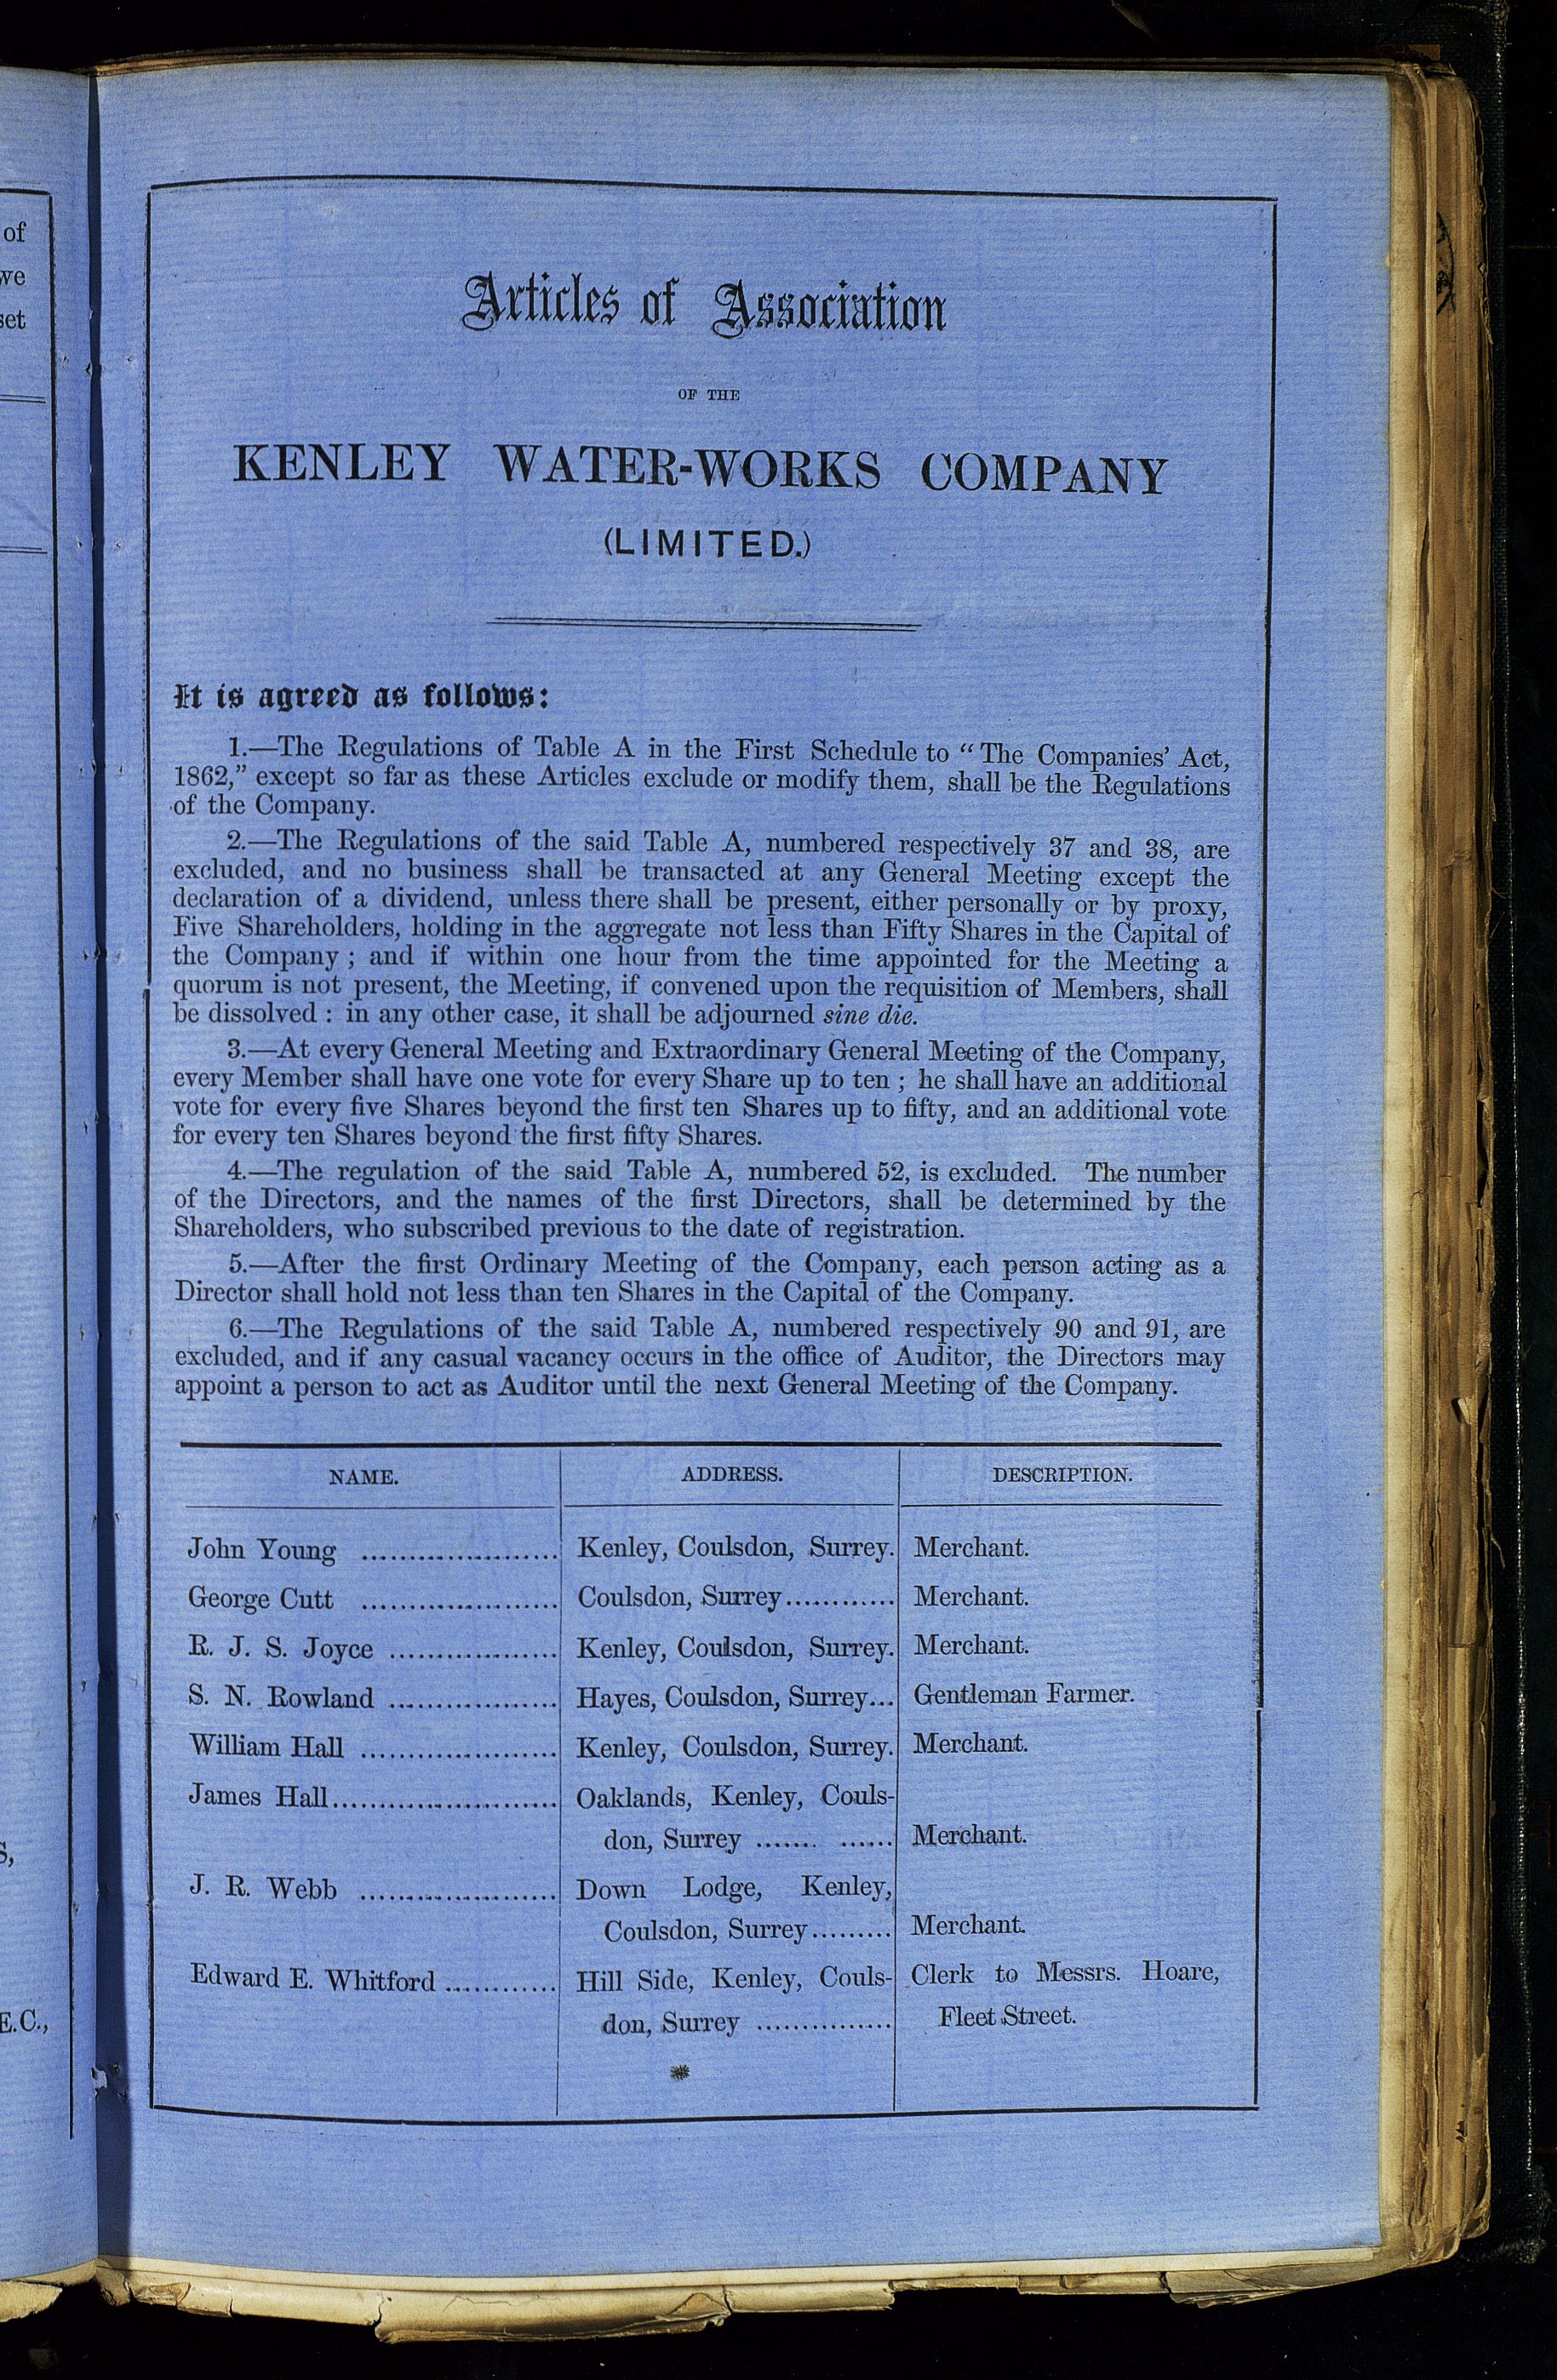 of
we
set
S,
E.C.,
Articles of Association
OF THE
KENLEY WATER-WORKS COMPANY
(LIMITED.)
It is agreed as follows:
1.—The Regulations of Table A in the First Schedule to “The Companies’ Act,
1862,” except so far as these Articles exclude or modify them, shall be the Regulations
of the Company.
2.—The Regulations of the said Table A, numbered respectively 37 and 38, are
excluded, and no business shall be transacted at any General Meeting except the
declaration of a dividend, unless there shall be present, either personally or by proxy,
Five Shareholders, holding in the aggregate not less than Fifty Shares in the Capital of
the Company ; and if within one hour from the time appointed for the Meeting a
quorum is not present, the Meeting, if convened upon the requisition of Members, shall
be dissolved : in any other case, it shall be adjourned sine die.
3.—At every General Meeting and Extraordinary General Meeting of the Company,
every Member shall have one vote for every Share up to ten ; he shall have an additional
vote for every five Shares beyond the first ten Shares up to fifty, and an additional vote
for every ten Shares beyond the first fifty Shares.
4.—The regulation of the said Table A, numbered 52, is excluded. The number
of the Directors, and the names of the first Directors, shall be determined by the
Shareholders, who subscribed previous to the date of registration.
5.—After the first Ordinary Meeting of the Company, each person acting as a
Director shall hold not less than ten Shares in the Capital of the Company.
6.—The Regulations of the said Table A, numbered respectively 90 and 91, are
excluded, and if any casual vacancy occurs in the office of Auditor, the Directors may
appoint a person to act as Auditor until the next General Meeting of the Company.
NAME. ADDRESS. DESCRIPTION.
John Young ..................... Kenley, Coulsdon, Surrey. Merchant.
George Cutt ..................... Coulsdon, Surrey............ Merchant.
R. J. S. Joyce .................. Kenley, Coulsdon, Surrey. Merchant.
S. N. Rowland .................. Hayes, Coulsdon, Surrey... Gentleman Farmer.
William Hall ..................... Kenley, Coulsdon, Surrey. Merchant.
James Hall........................ Oaklands, Kenley, Couls-
don, Surrey ....... ...... Merchant.
J. R. Webb ..................... Down Lodge, Kenley,
Coulsdon, Surrey......... Merchant.
Edward E. Whitford ............ Hill Side, Kenley, Couls- Clerk to Messrs. Hoare,
don, Surrey ............... Fleet Street.